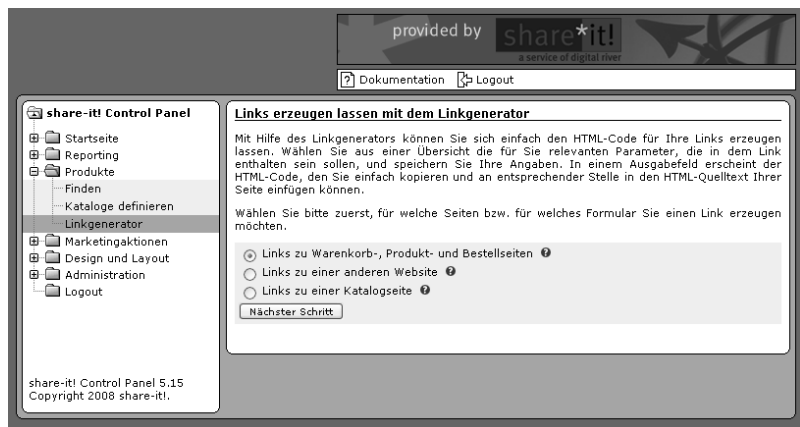 provided by share*it!
a service of digital river
Dokumentation Logout
share-it! Control Panel
Startseite
Reporting
Produkte
Finden
Kataloge definieren
Linkgenerator
Marketingaktionen
Design und Layout
Administration
Logout
share-it! Control Panel 5.15
Copyright 2008 share-it!.
Links erzeugen lassen mit dem Linkgenerator
Mit Hilfe des Linkgenerators können Sie sich einfach den HTML-Code für Ihre Links erzeugen
lassen. Wählen Sie aus einer Übersicht die für Sie relevanten Parameter, die in dem Link
enthalten sein sollen, und speichern Sie Ihre Angaben. In einem Ausgabefeld erscheint der
HTML-Code, den Sie einfach kopieren und an entsprechender Stelle in den HTML-Quelltext Ihrer
Seite einfügen können.
Wählen Sie bitte zuerst, für welche Seiten bzw. für welches Formular Sie einen Link erzeugen
möchten.
Links zu Warenkorb-, Produkt- und Bestellseiten
Links zu einer anderen Website
Links zu einer Katalogseite
Nächster Schritt